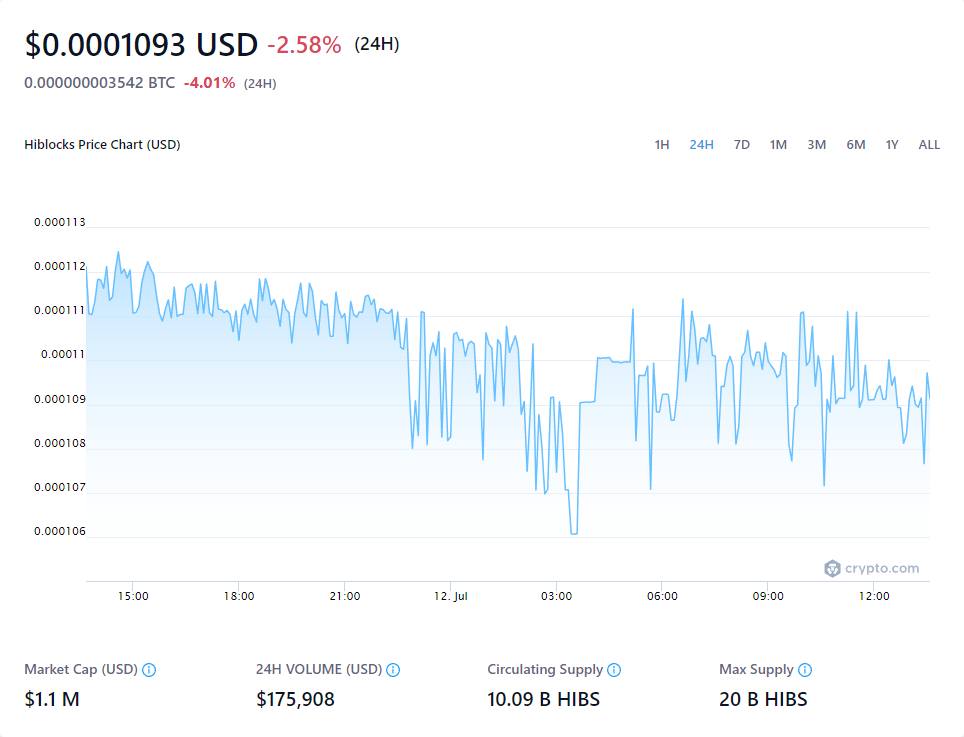 $0.0001093 USD -2.58% (24H)
0.000000003542 BTC -4.01% (24H)
Hiblocks Price Chart (USD) 1H 24H 7D 1M 3M 6M 1Y ALL
0.000113
0.000112
0.000111
0.00011
0.000109
0.000108
0.000107
0.000106
crypto.com
15:00 18:00 21:00 12. Jul 03:00 06:00 09:00 12:00
Market Cap (USD) 24H VOLUME (USD) Circulating Supply Max Supply
$1.1 M $175,908 10.09 B HIBS 20 B HIBS